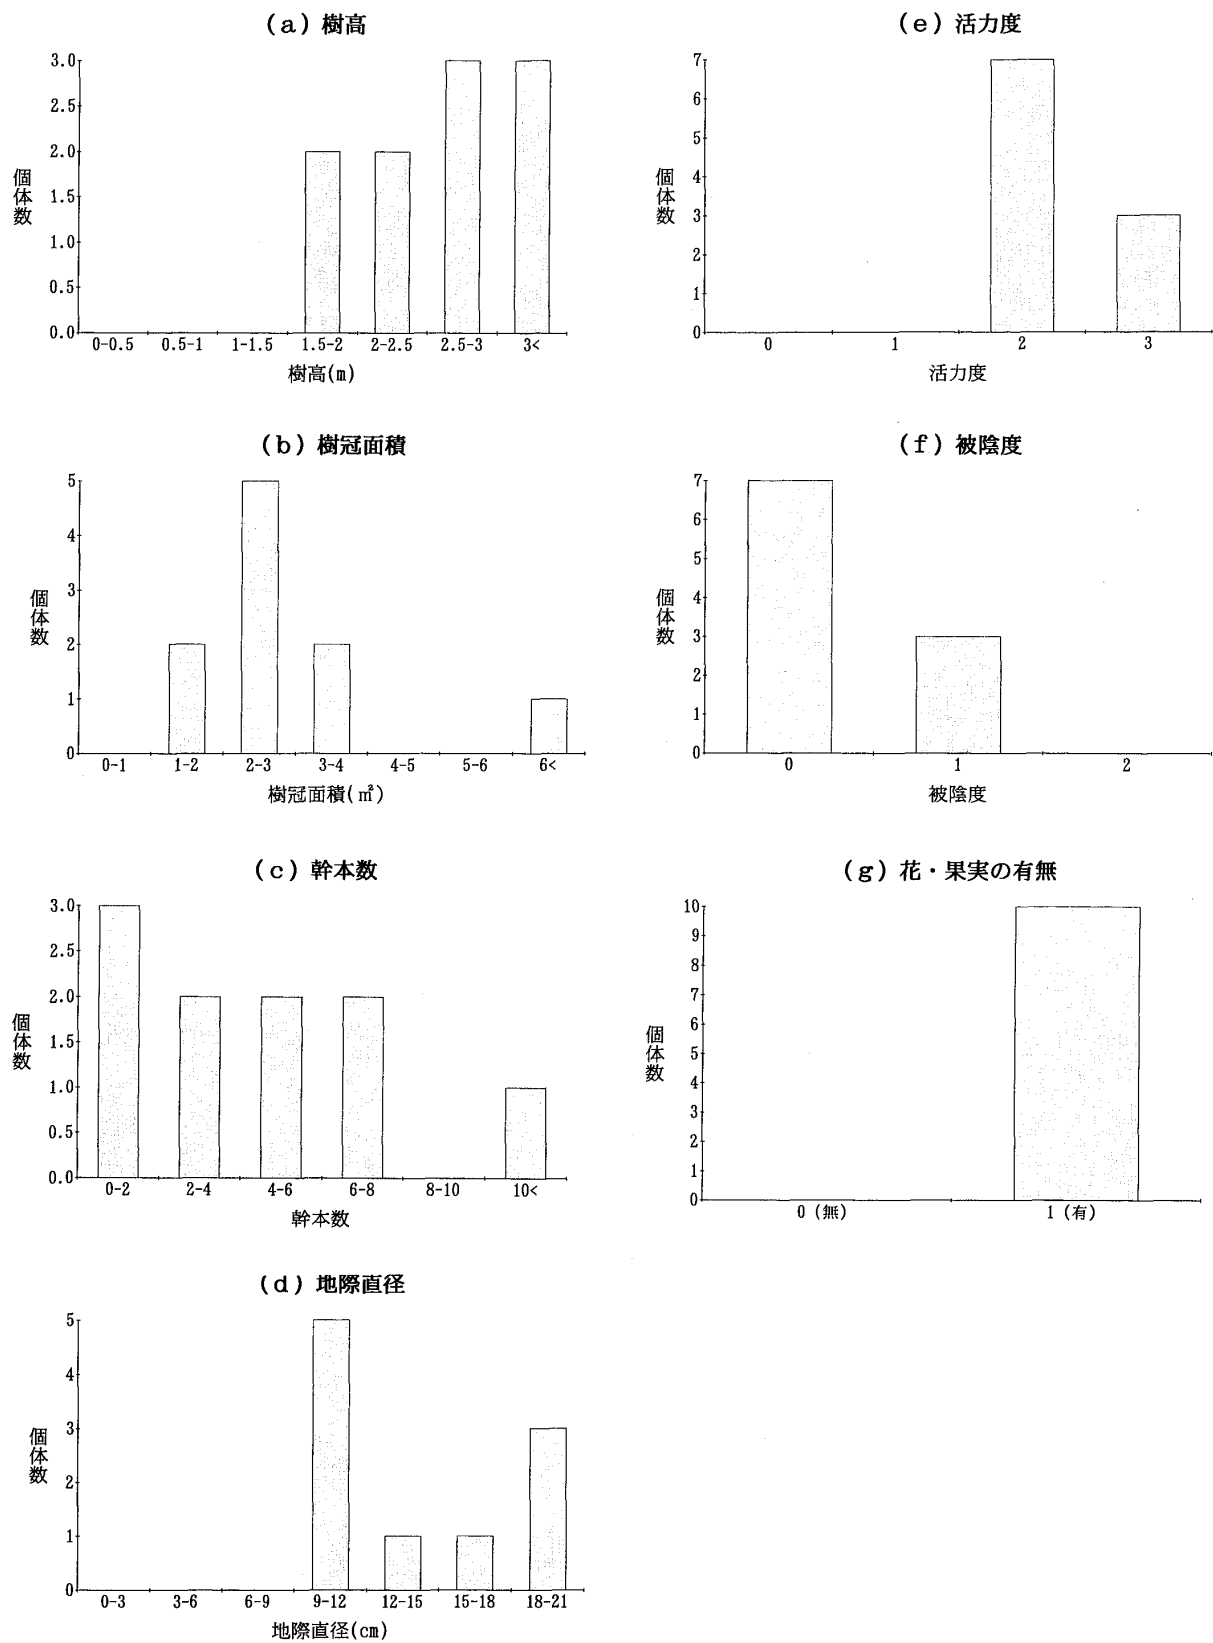 (a) 樹高
3.0
2.5
2.0
1.5
1.0
0.5
0.0
個体数
0-0.5 0.5-1 1-1.5 1.5-2 2-2.5 2.5-3 3<
樹高(m)
(b) 樹冠面積
5
4
3
2
1
0
個体数
0-1 1-2 2-3 3-4 4-5 5-6 6<
樹冠面積(㎡)
(c) 幹本数
3.0
2.5
2.0
1.5
1.0
0.5
0.0
個体数
0-2 2-4 4-6 6-8 8-10 10<
幹本数
(d) 地際直径
5
4
3
2
1
0
個体数
0-3 3-6 6-9 9-12 12-15 15-18 18-21
地際直径(cm)
(e) 活力度
7
6
5
4
3
2
1
0
個体数
0 1 2 3
活力度
(f) 被陰度
7
6
5
4
3
2
1
0
個体数
0 1 2
被陰度
(g) 花・果実の有無
10
9
8
7
6
5
4
3
2
1
0
個体数
0 (無) 1 (有)